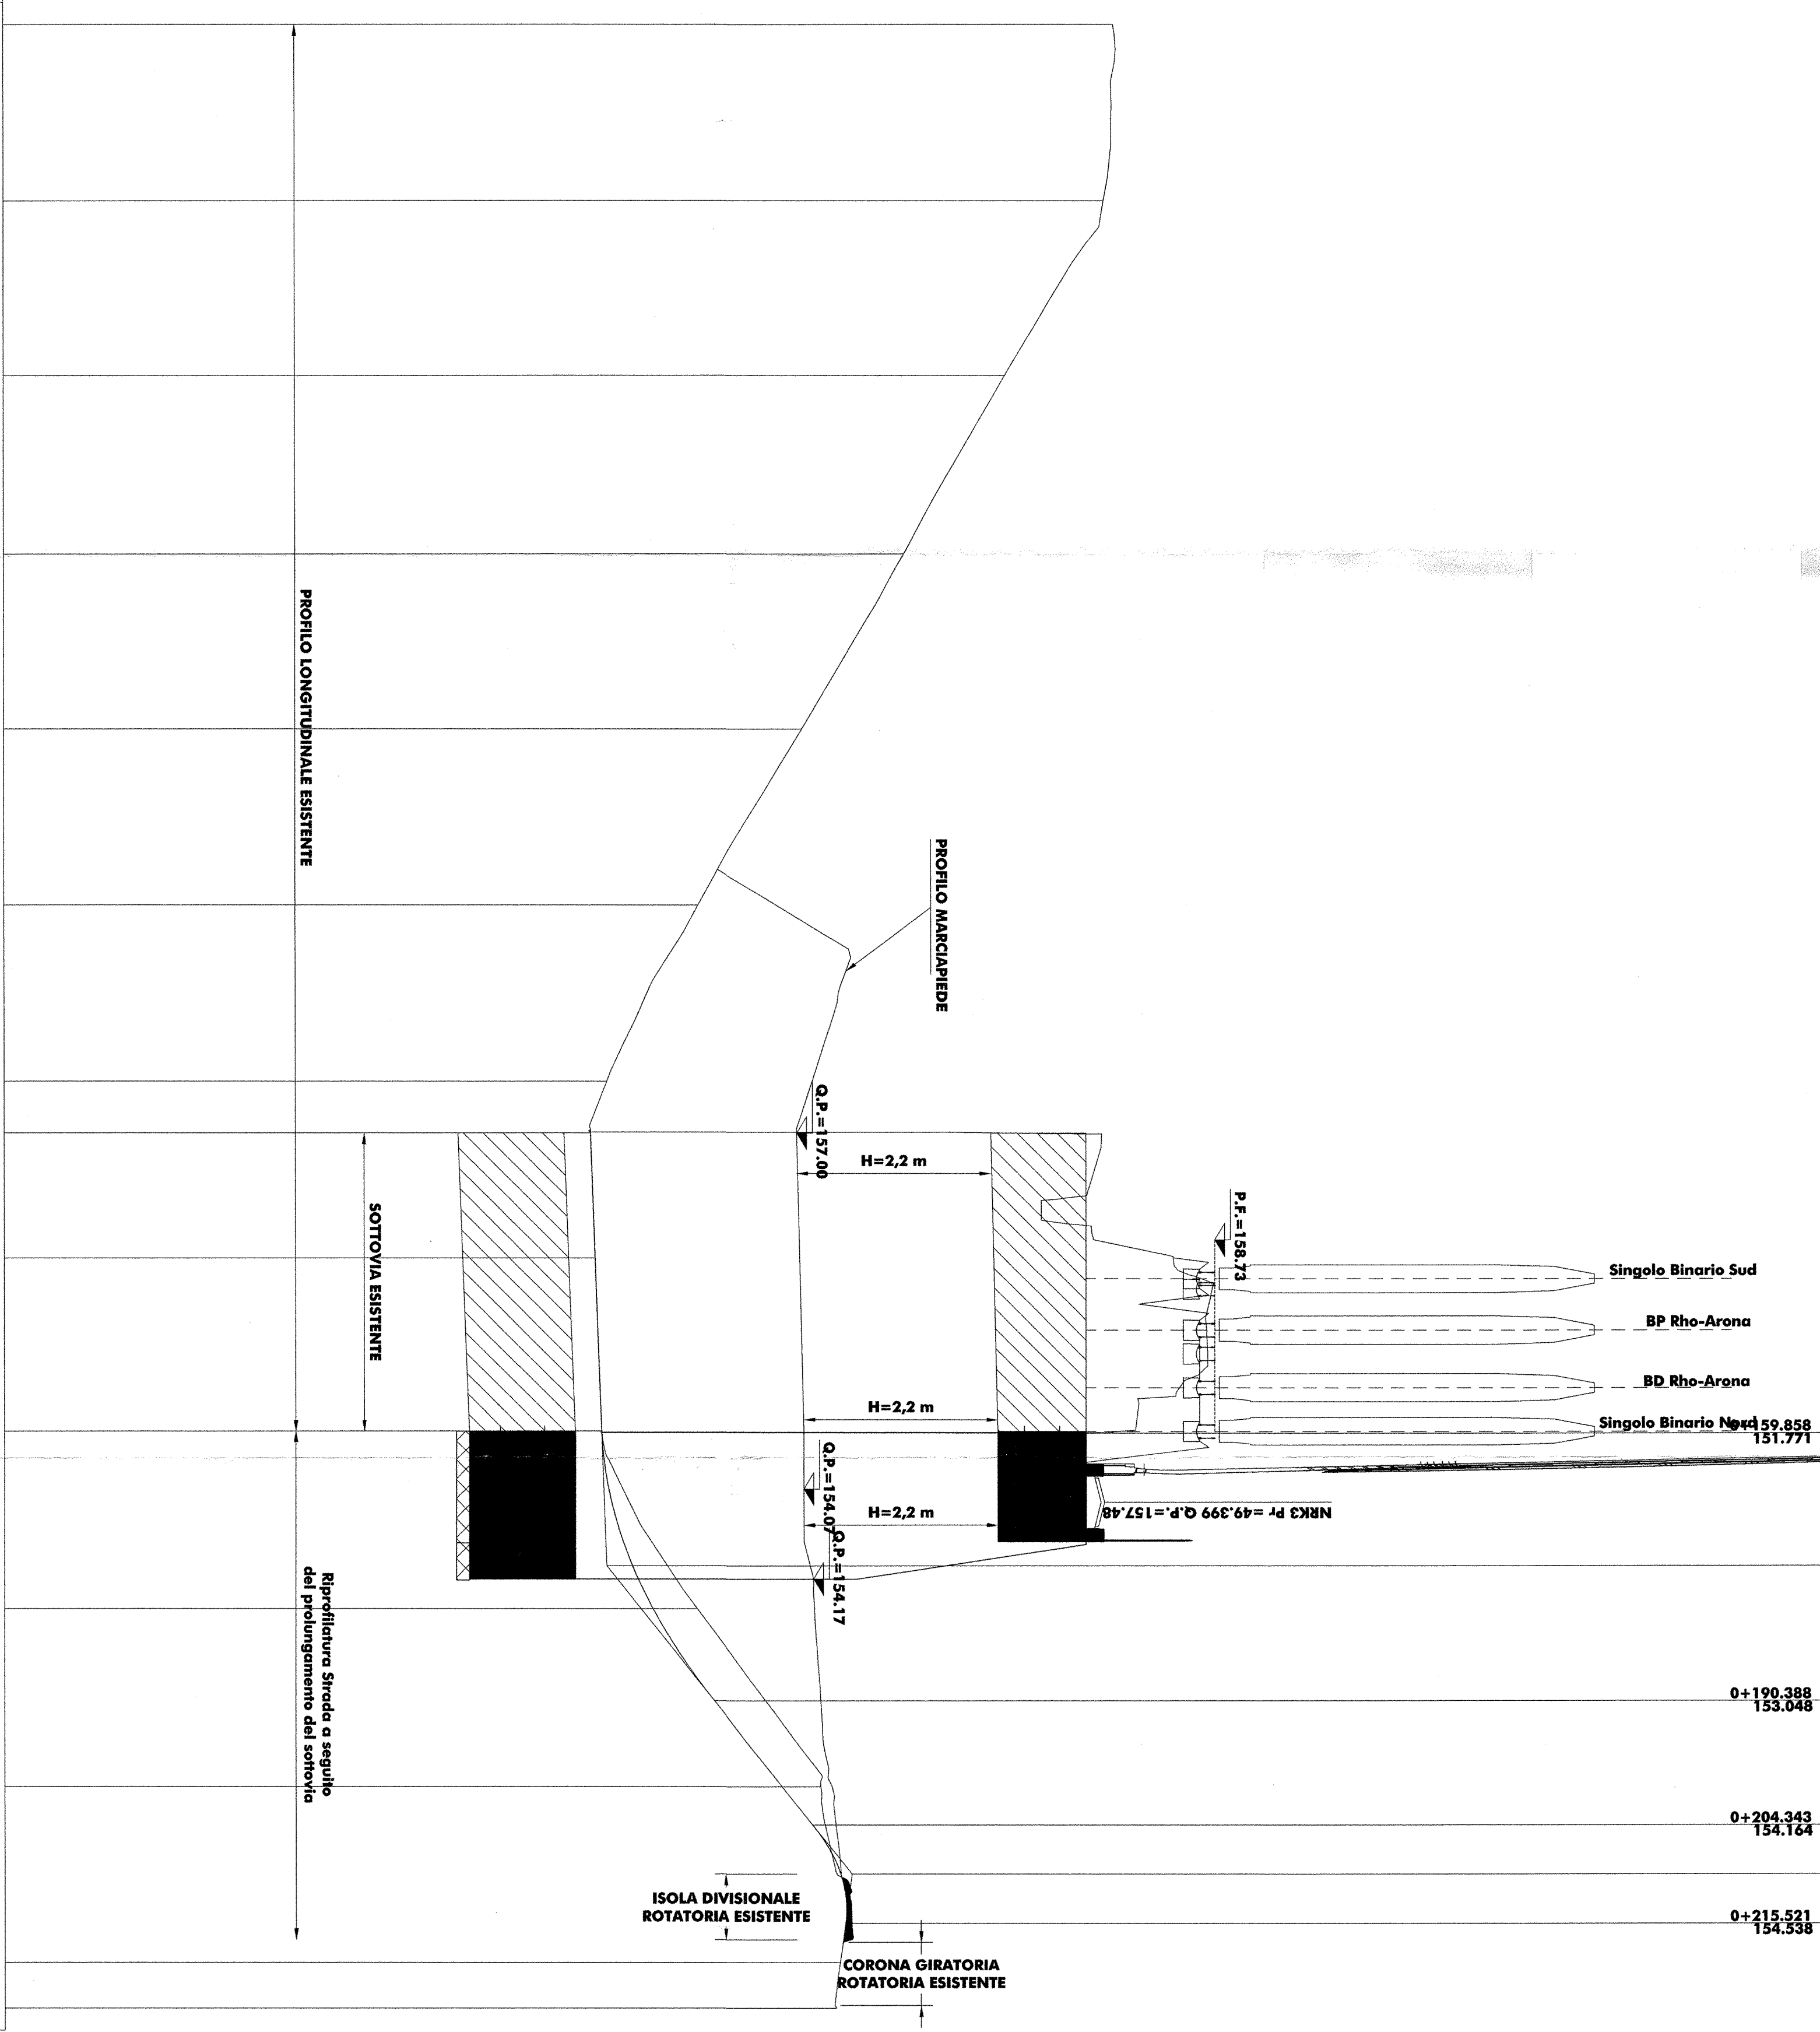 PROFILO LONGITUDINALE ESISTENTE
PROFILO MARCIAPIEDE
Q.P.=157.00
H=2,2 m
P.F.=158.73
SOTTOVIA ESISTENTE
Singolo Binario Sud
BP Rho-Arona
BD Rho-Arona
Singolo Binario Nord
0+159.858
151.771
H=2,2 m
Q.P.=154.07
H=2,2 m
NRK3 Pr =49.399 Q.P.=157.48
Q.P.=154.17
Riprofilatura Strada a seguito
del prolungamento del sottovia
0+190.388
153.048
0+204.343
154.164
ISOLA DIVISIONALE
ROTATORIA ESISTENTE
0+215.521
154.538
CORONA GIRATORIA
ROTATORIA ESISTENTE